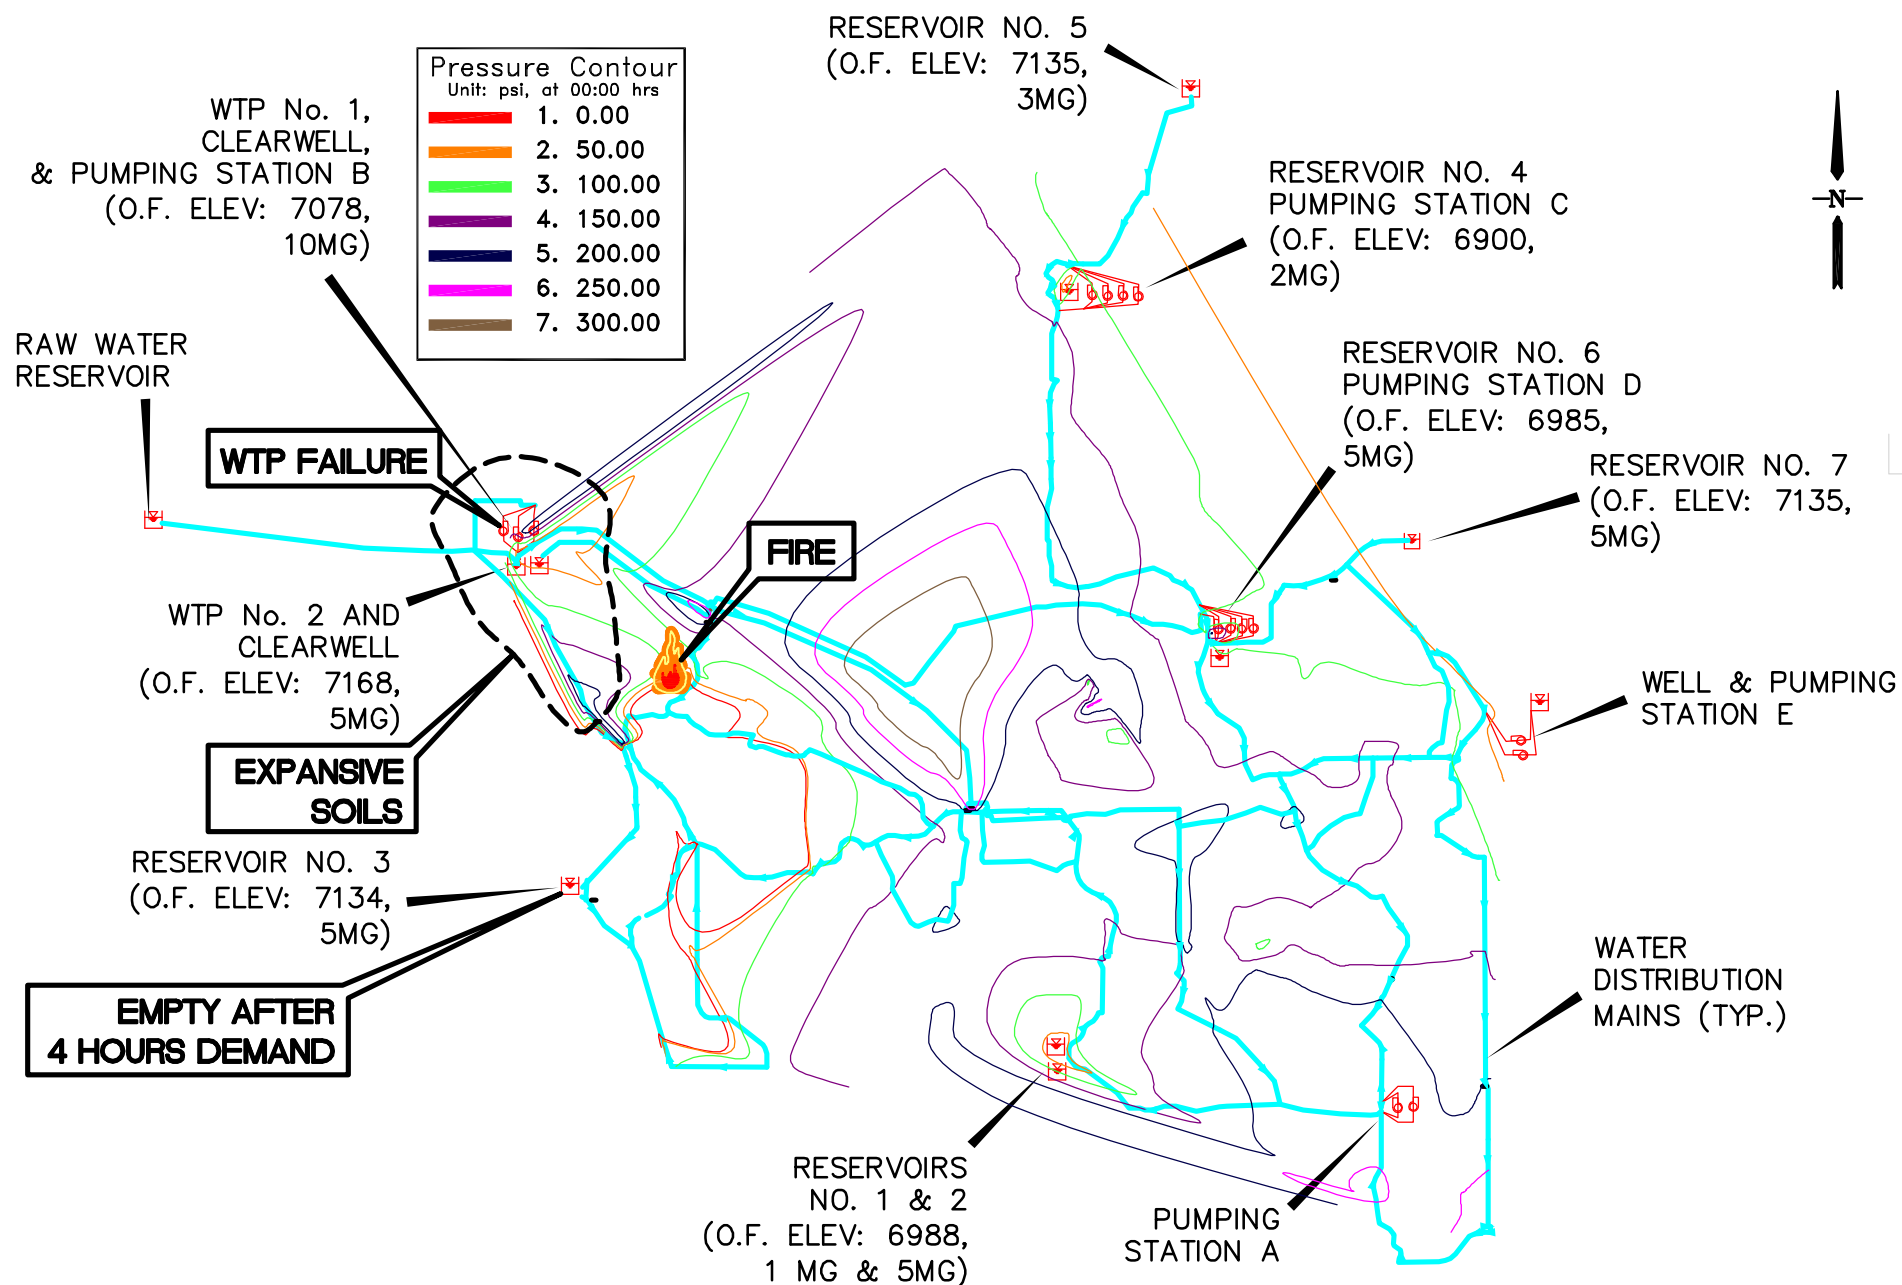 RESERVOIR NO. 5
(O.F. ELEV: 7135,
3MG)
Pressure Contour
Unit: psi, at 00:00 hrs
1. 0.00
2. 50.00
3. 100.00
4. 150.00
5. 200.00
6. 250.00
7. 300.00
WTP No. 1,
CLEARWELL,
& PUMPING STATION B
(O.F. ELEV: 7078,
10MG)
RESERVOIR NO. 4
PUMPING STATION C
(O.F. ELEV: 6900,
2MG)
N
RAW WATER
RESERVOIR
RESERVOIR NO. 6
PUMPING STATION D
(O.F. ELEV: 6985,
5MG)
WTP FAILURE
RESERVOIR NO. 7
(O.F. ELEV: 7135,
5MG)
FIRE
WTP No. 2 AND
CLEARWELL
(O.F. ELEV: 7168,
5MG)
WELL & PUMPING
STATION E
EXPANSIVE
SOILS
RESERVOIR NO. 3
(O.F. ELEV: 7134,
5MG)
WATER
DISTRIBUTION
MAINS (TYP.)
EMPTY AFTER
4 HOURS DEMAND
RESERVOIRS
NO. 1 & 2
(O.F. ELEV: 6988,
1 MG & 5MG)
PUMPING
STATION A